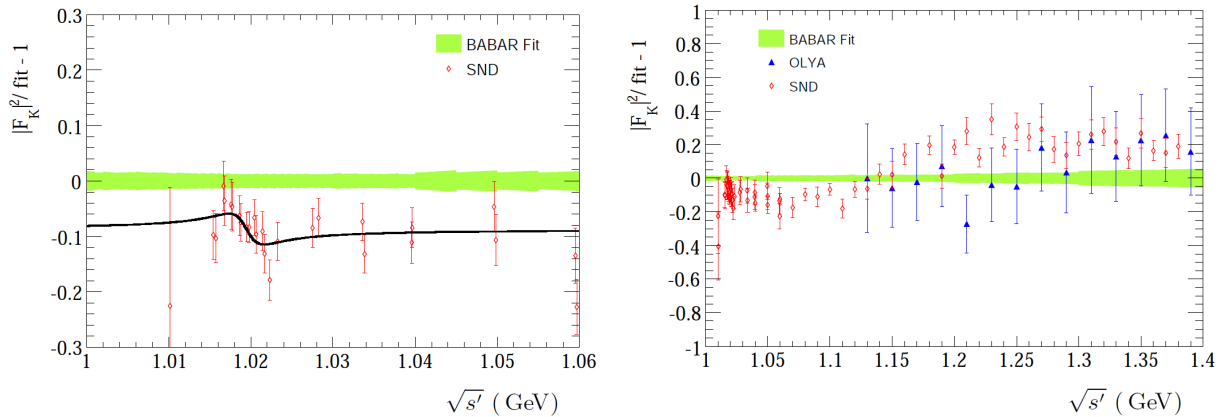 0.3
0.2
0.1
0
-0.1
-0.2
-0.3
|F_K|²/ fit - 1
BABAR Fit
SND
1 1.01 1.02 1.03 1.04 1.05 1.06
√s′ ( GeV)
1
0.8
0.6
0.4
0.2
0
-0.2
-0.4
-0.6
-0.8
-1
|F_K|²/ fit - 1
BABAR Fit
OLYA
SND
1 1.05 1.1 1.15 1.2 1.25 1.3 1.35 1.4
√s′ ( GeV)